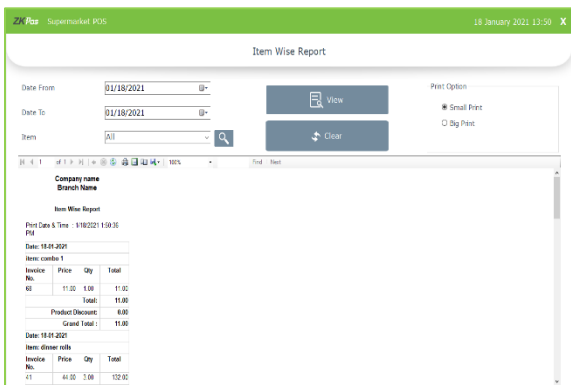 ZKPos Supermarket POS 18 January 2021 13:50 X
Item Wise Report
Date From 01/18/2021
Date To 01/18/2021
Item All
View
Clear
Print Option
Small Print
Big Print
1 of 1 100% Find Next
Company name
Branch Name
Item Wise Report
Print Date & Time : 1/18/2021 1:50:36
PM
Date: 18-01-2021
item: combo 1
Invoice No. Price Qty Total
68 11.00 1.00 11.00
Total: 11.00
Product Discount: 0.00
Grand Total : 11.00
Date: 18-01-2021
Item: dinner rolls
Invoice No. Price Qty Total
41 44.00 3.00 132.00